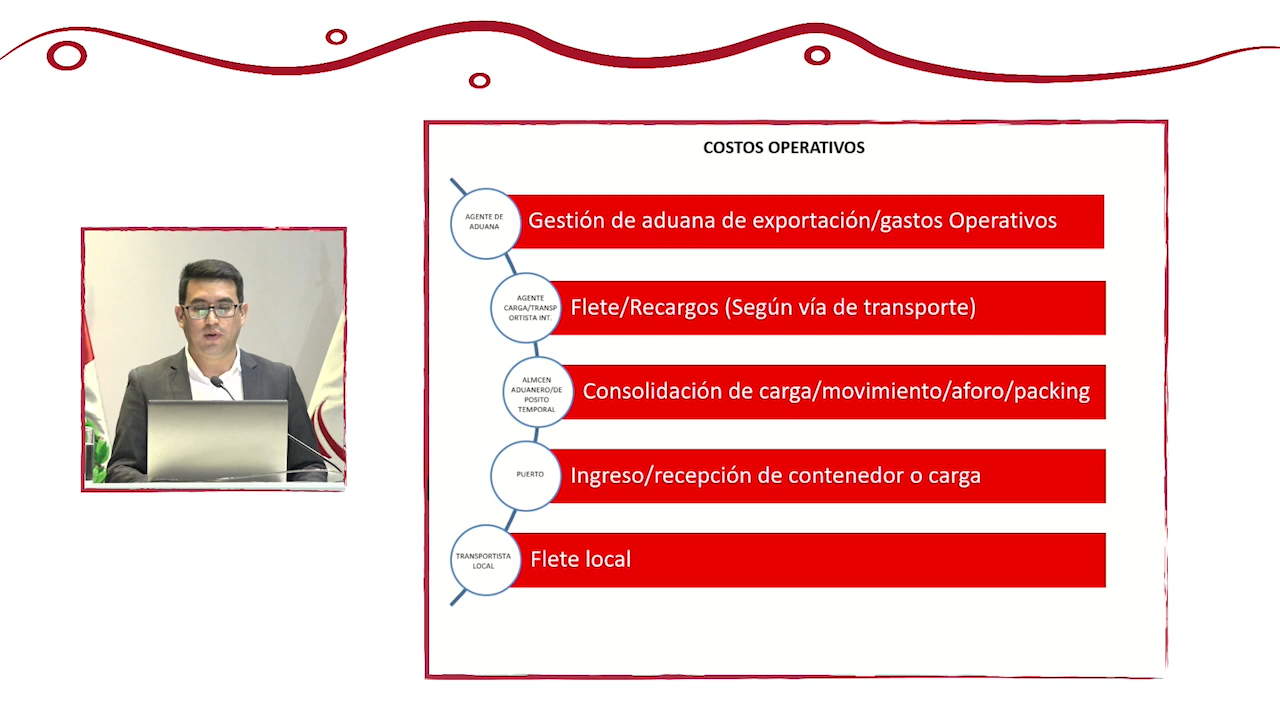 COSTOS OPERATIVOS
AGENTE DE
ADUANA
Gestión de aduana de exportación/gastos Operativos
AGENTE
CARGA/TRANSP
ORTISTA INT.
Flete/Recargos (Según vía de transporte)
ALMCEN
ADUANERO/DE
POSITO
TEMPORAL
Consolidación de carga/movimiento/aforo/packing
PUERTO
Ingreso/recepción de contenedor o carga
TRANSPORTISTA
LOCAL
Flete local